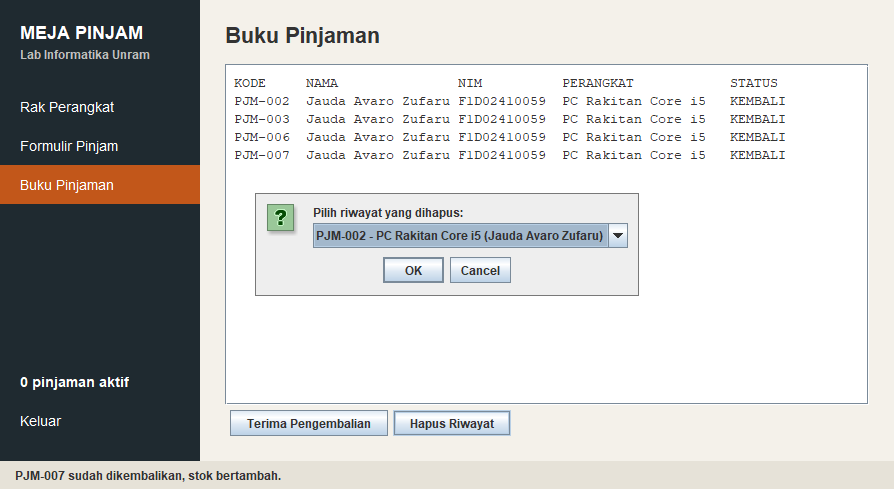 MEJA PINJAM
Lab Informatika Unram
Rak Perangkat
Formulir Pinjam
Buku Pinjaman
0 pinjaman aktif
Keluar
Buku Pinjaman
KODE NAMA NIM PERANGKAT STATUS
PJM-002 Jauda Avaro Zufaru F1D02410059 PC Rakitan Core i5 KEMBALI
PJM-003 Jauda Avaro Zufaru F1D02410059 PC Rakitan Core i5 KEMBALI
PJM-006 Jauda Avaro Zufaru F1D02410059 PC Rakitan Core i5 KEMBALI
PJM-007 Jauda Avaro Zufaru F1D02410059 PC Rakitan Core i5 KEMBALI
?
Pilih riwayat yang dihapus:
PJM-002 - PC Rakitan Core i5 (Jauda Avaro Zufaru)
OK Cancel
Terima Pengembalian Hapus Riwayat
PJM-007 sudah dikembalikan, stok bertambah.